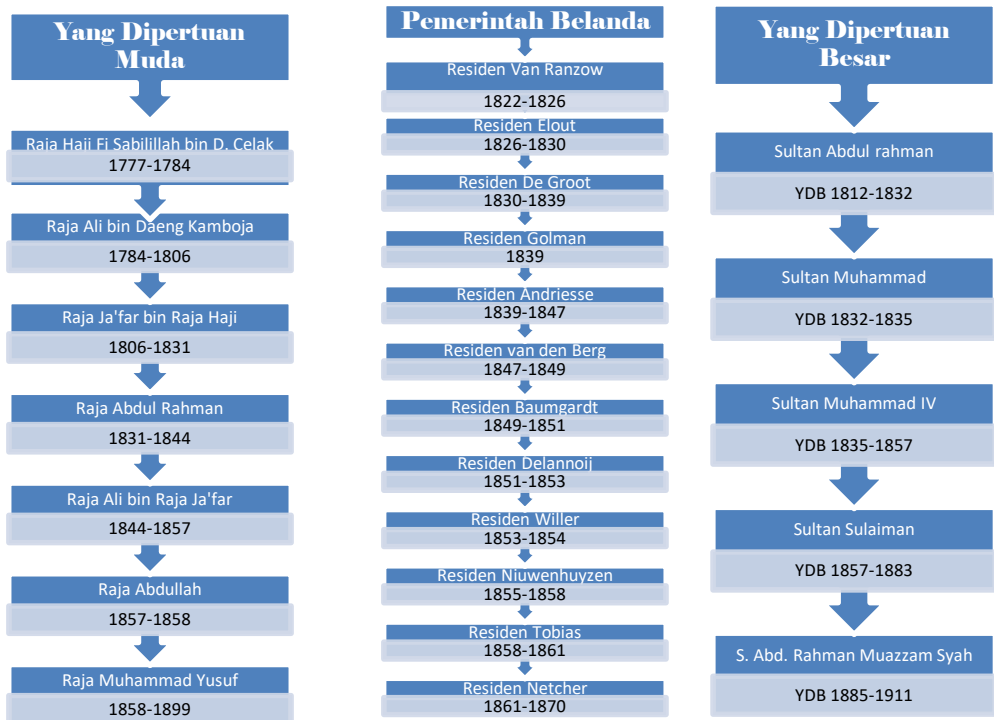 Yang Dipertuan
Muda
Raja Haji Fi Sabilillah bin D. Celak
1777-1784
Raja Ali bin Daeng Kamboja
1784-1806
Raja Ja'far bin Raja Haji
1806-1831
Raja Abdul Rahman
1831-1844
Raja Ali bin Raja Ja'far
1844-1857
Raja Abdullah
1857-1858
Raja Muhammad Yusuf
1858-1899
Pemerintah Belanda
Residen Van Ranzow
1822-1826
Residen Elout
1826-1830
Residen De Groot
1830-1839
Residen Golman
1839
Residen Andriesse
1839-1847
Residen van den Berg
1847-1849
Residen Baumgardt
1849-1851
Residen Delannoij
1851-1853
Residen Willer
1853-1854
Residen Niuwenhuyzen
1855-1858
Residen Tobias
1858-1861
Residen Netcher
1861-1870
Yang Dipertuan
Besar
Sultan Abdul rahman
YDB 1812-1832
Sultan Muhammad
YDB 1832-1835
Sultan Muhammad IV
YDB 1835-1857
Sultan Sulaiman
YDB 1857-1883
S. Abd. Rahman Muazzam Syah
YDB 1885-1911